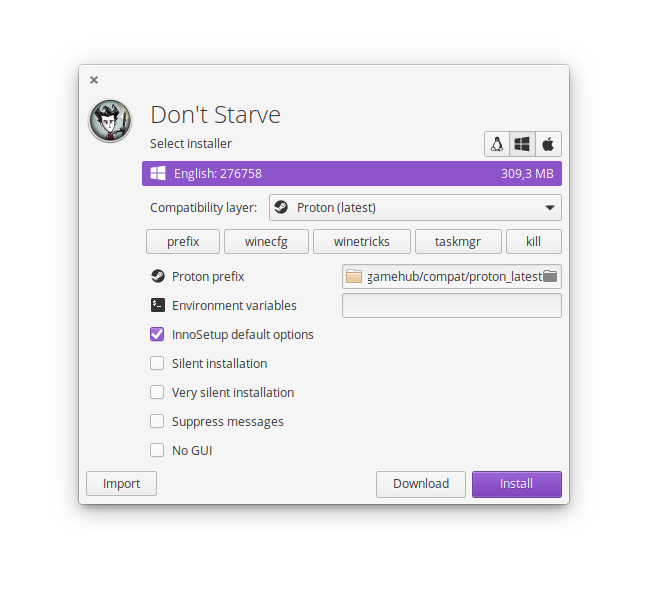 Don't Starve
Select installer
English: 276758 309,3 MB
Compatibility layer: Proton (latest)
prefix winecfg winetricks taskmgr kill
Proton prefix gamehub/compat/proton_latest
Environment variables
InnoSetup default options
Silent installation
Very silent installation
Suppress messages
No GUI
Import Download Install